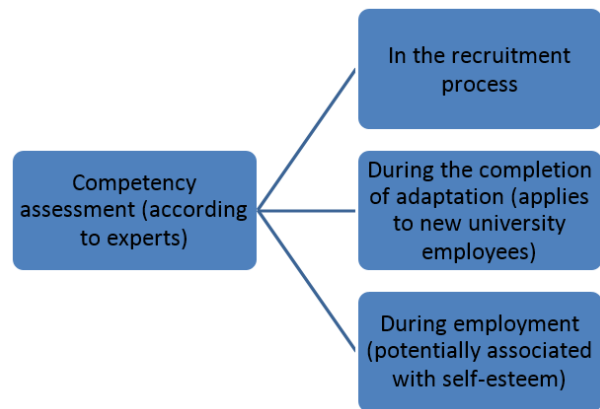 Competency
assessment (according
to experts)
In the recruitment
process
During the completion
of adaptation (applies
to new university
employees)
During employment
(potentially associated
with self-esteem)